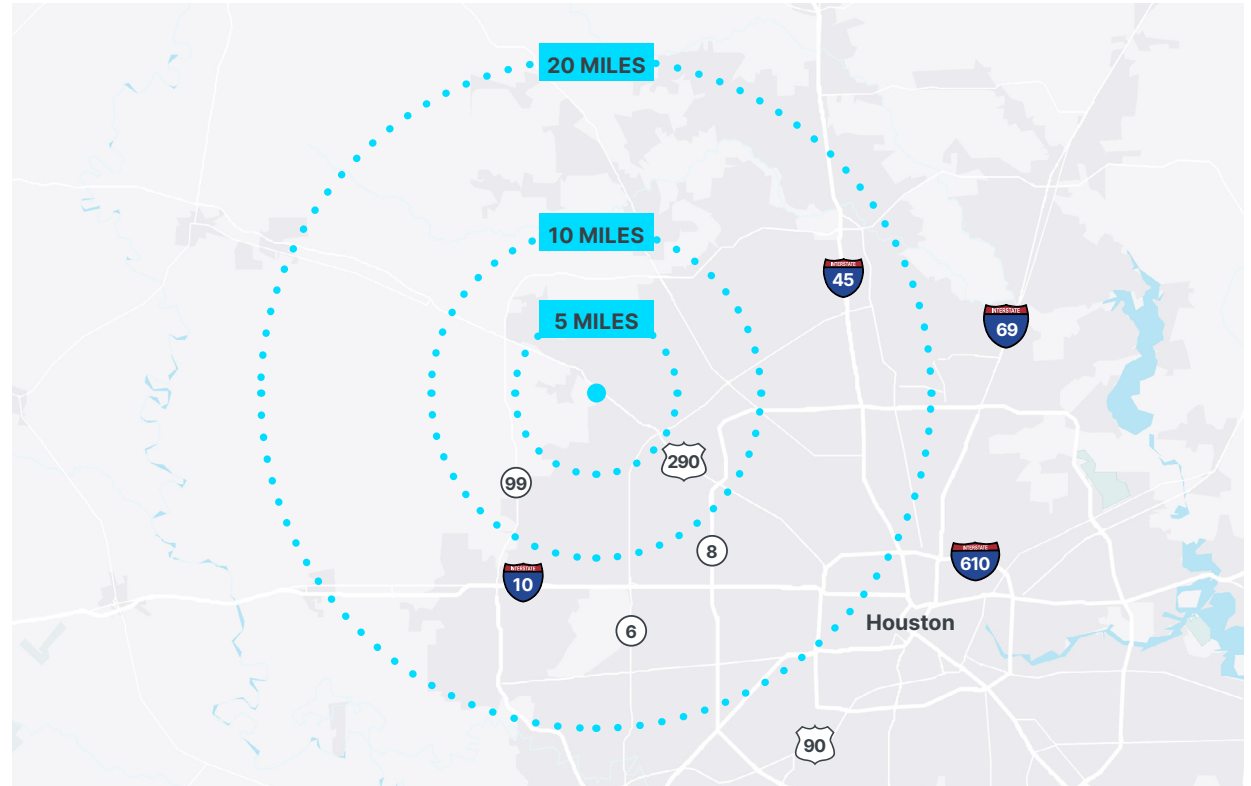 20 MILES
10 MILES
INTERSTATE
45
INTERSTATE
69
5 MILES
290
99
8
INTERSTATE
10
INTERSTATE
610
Houston
6
90